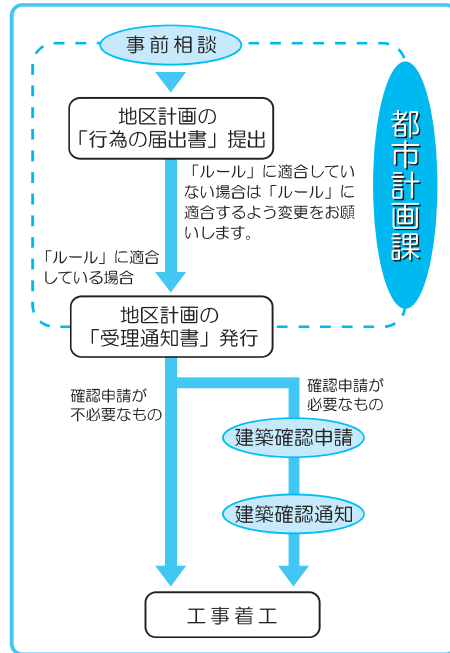 事前相談
地区計画の
「行為の届出書」提出
都市計画課
「ルール」に適合してい
ない場合は「ルール」に
適合するよう変更をお願
いします。
「ルール」に適合
している場合
地区計画の
「受理通知書」発行
確認申請が
不必要なもの
確認申請が
必要なもの
建築確認申請
建築確認通知
工事着工